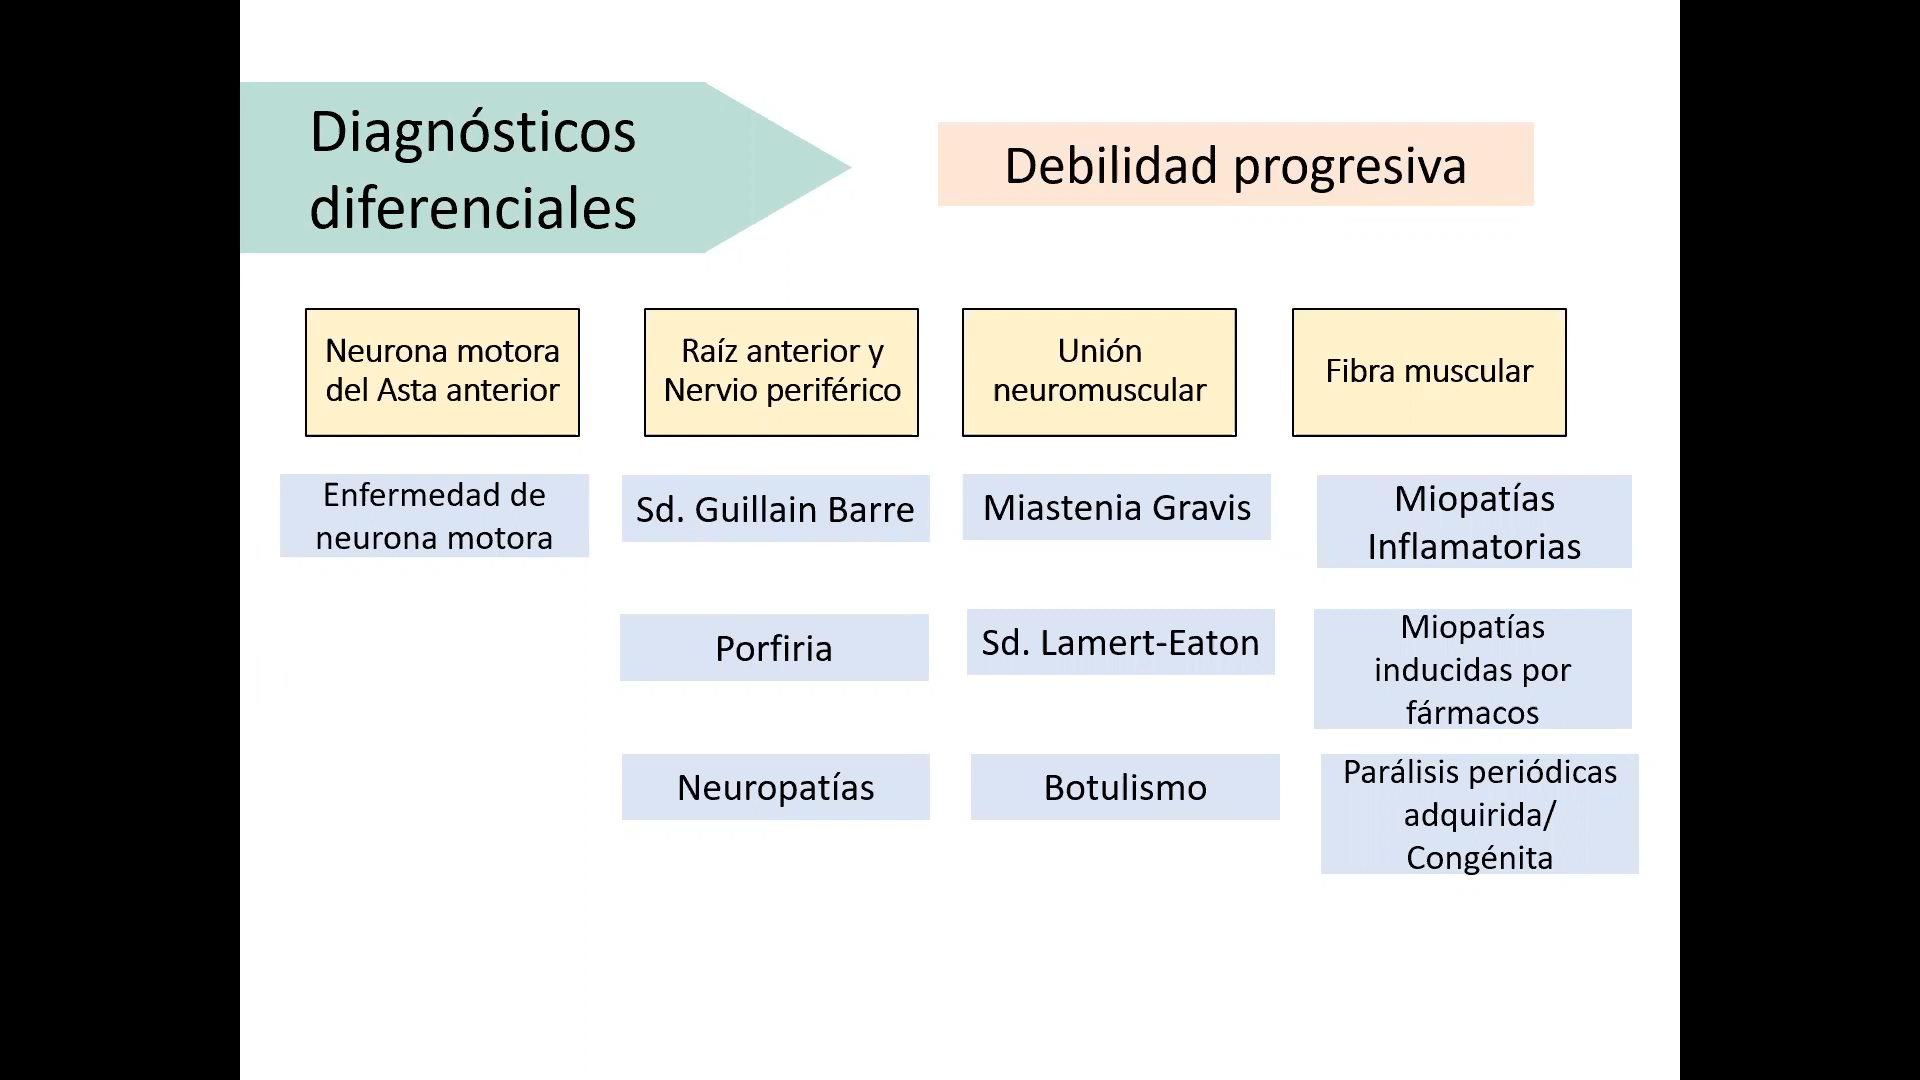 Diagnósticos
diferenciales
Debilidad progresiva
Neurona motora
del Asta anterior
Raíz anterior y
Nervio periférico
Unión
neuromuscular
Fibra muscular
Enfermedad de
neurona motora
Sd. Guillain Barre
Miastenia Gravis
Miopatías
Inflamatorias
Porfiria
Sd. Lamert-Eaton
Miopatías
inducidas por
fármacos
Neuropatías
Botulismo
Parálisis periódicas
adquirida/
Congénita